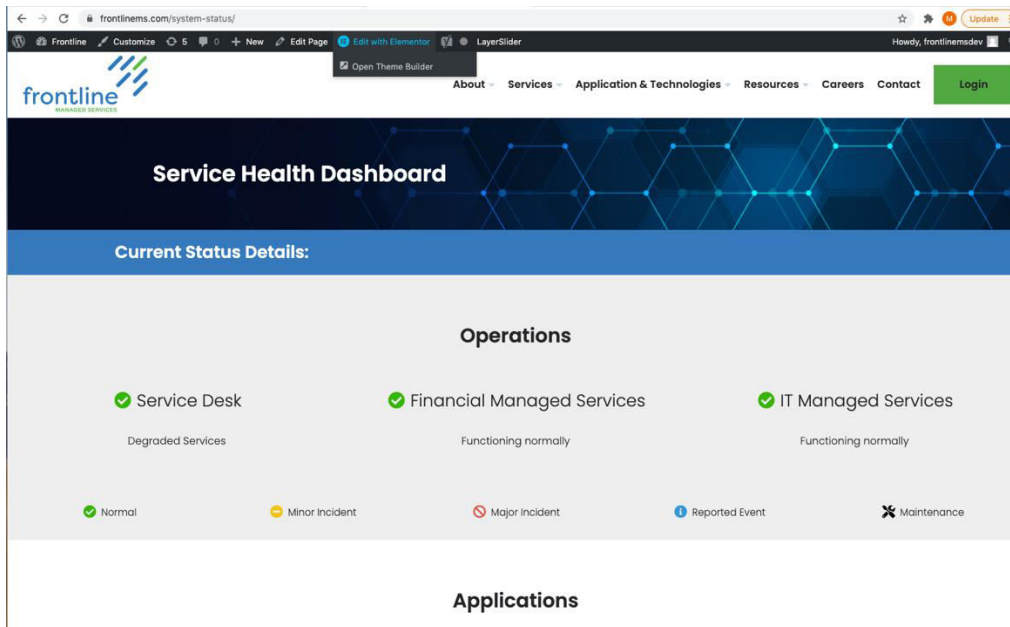 frontlinems.com/system-status/
M Update
Frontline Customize 5 0 New Edit Page Edit with Elementor LayerSlider Howdy, frontlinemsdev
Open Theme Builder
frontline
MANAGED SERVICES
About Services Application & Technologies Resources Careers Contact Login
Service Health Dashboard
Current Status Details:
Operations
Service Desk Financial Managed Services IT Managed Services
Degraded Services Functioning normally Functioning normally
Normal Minor Incident Major Incident Reported Event Maintenance
Applications